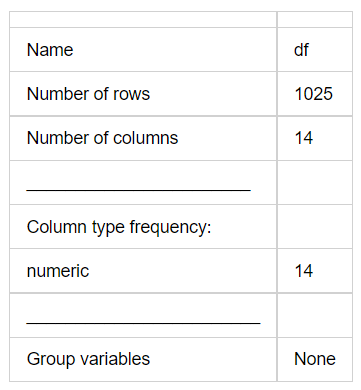 Name df
Number of rows 1025
Number of columns 14
_______________________
Column type frequency:
numeric 14
________________________
Group variables None